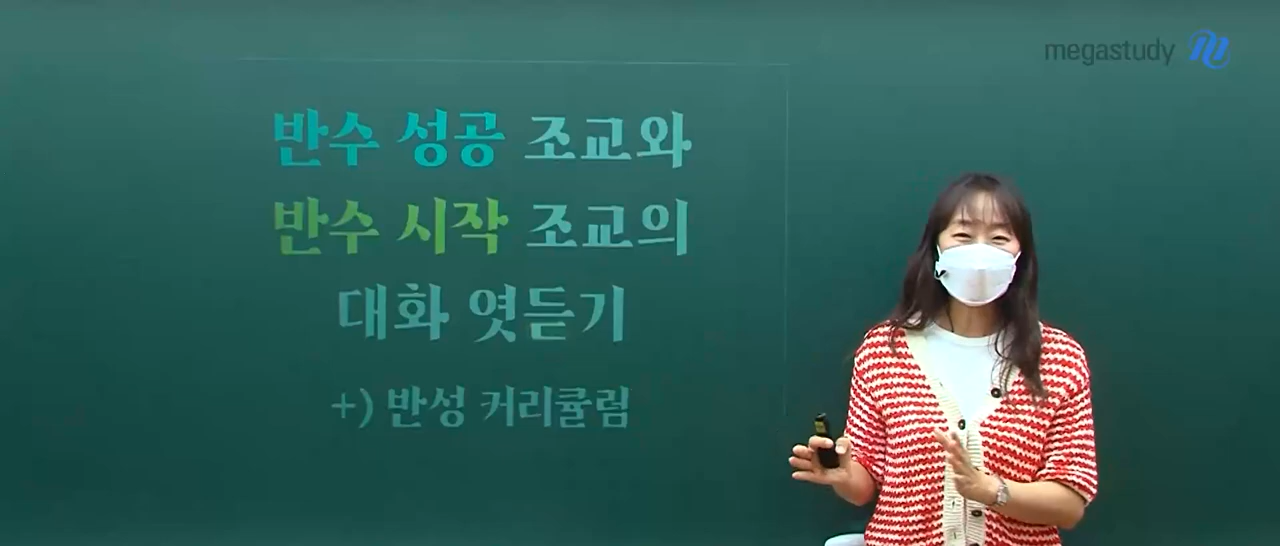 megastudy
반수 성공 조교와
반수 시작 조교의
대화 엿듣기
+) 반성 커리큘럼